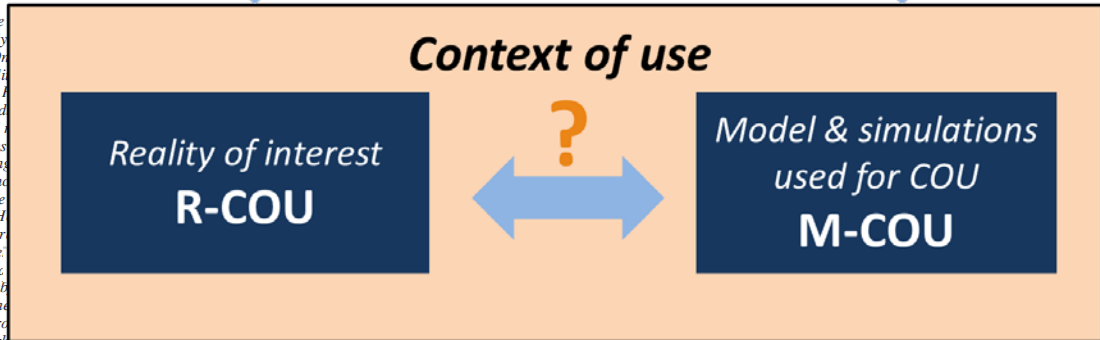 Context of use
?
Reality of interest
R-COU
Model & simulations
used for COU
M-COU